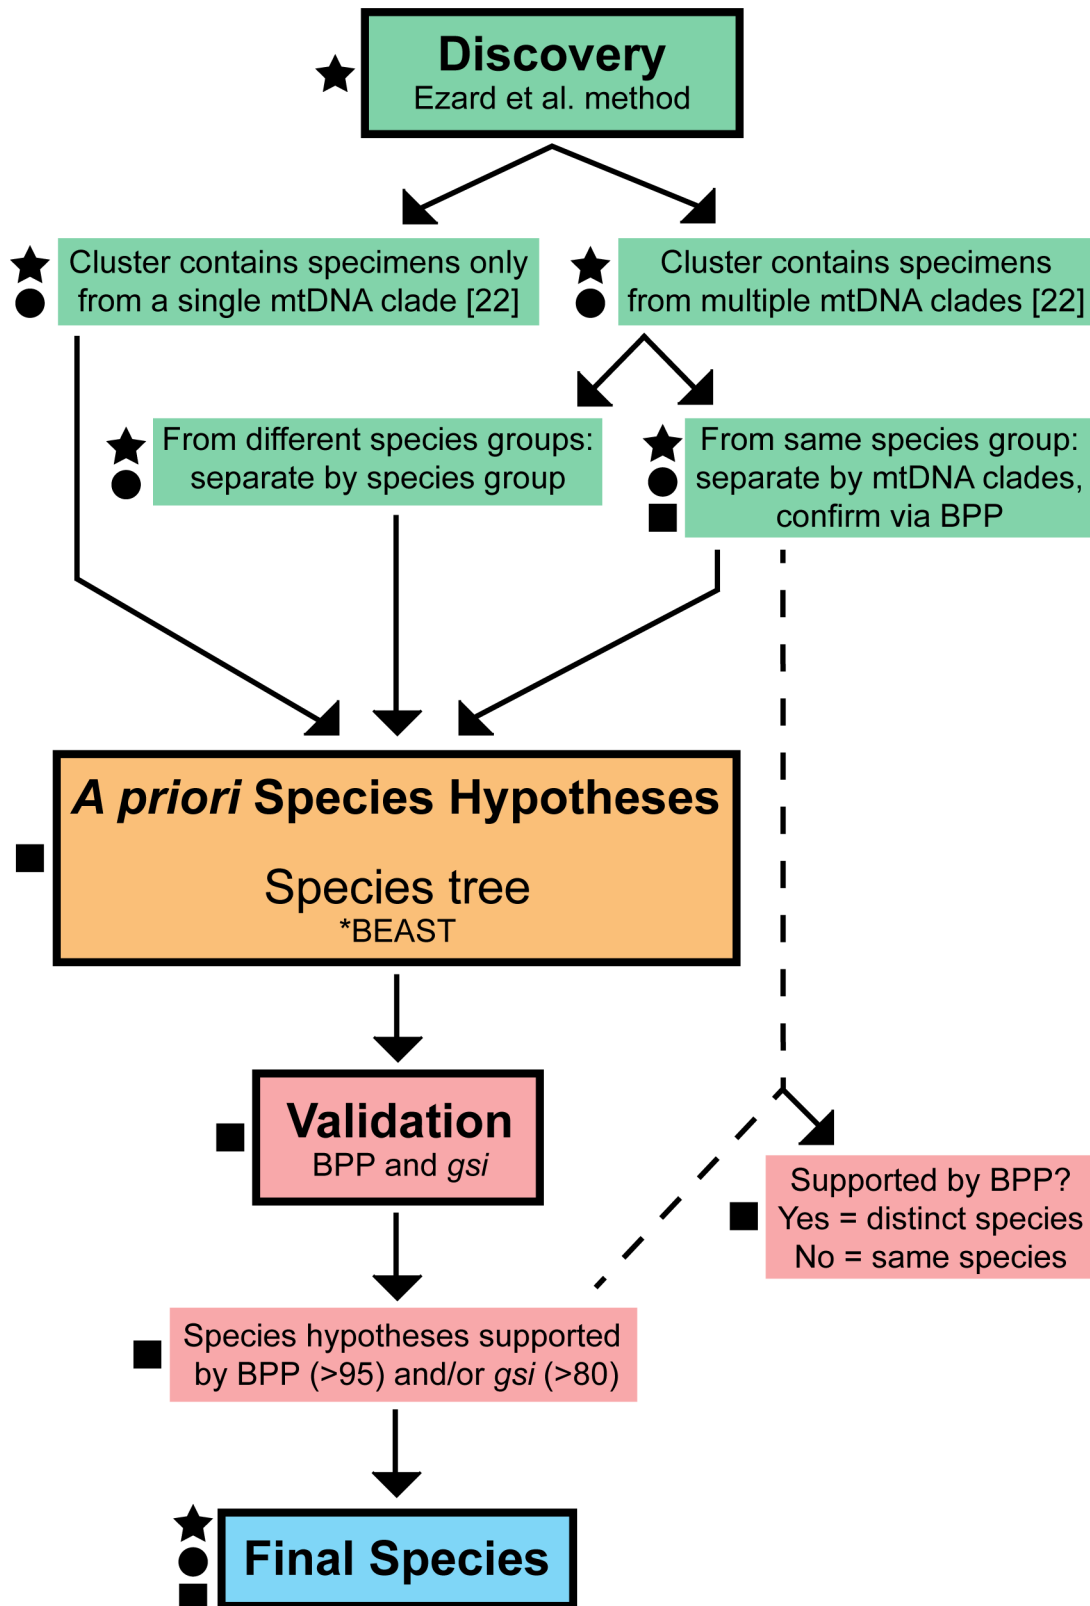 Discovery
Ezard et al. method
Cluster contains specimens only
from a single mtDNA clade [22]
Cluster contains specimens
from multiple mtDNA clades [22]
From different species groups:
separate by species group
From same species group:
separate by mtDNA clades,
confirm via BPP
A priori Species Hypotheses
Species tree
*BEAST
Validation
BPP and gsi
Supported by BPP?
Yes = distinct species
No = same species
Species hypotheses supported
by BPP (>95) and/or gsi (>80)
Final Species